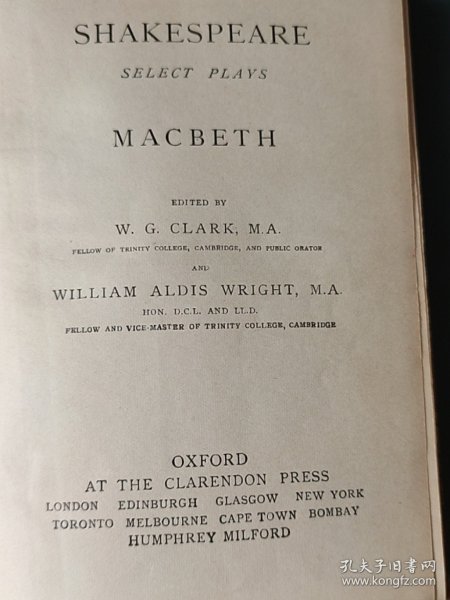 SHAKESPEARE
SELECT PLAYS
MACBETH
EDITED BY
W. G. CLARK, M.A.
FELLOW OF TRINITY COLLEGE, CAMBRIDGE, AND PUBLIC ORATOR
AND
WILLIAM ALDIS WRIGHT, M.A.
HON. D.C.L. AND LL.D.
FELLOW AND VICE-MASTER OF TRINITY COLLEGE, CAMBRIDGE
OXFORD
AT THE CLARENDON PRESS
LONDON EDINBURGH GLASGOW NEW YORK
TORONTO MELBOURNE CAPE TOWN BOMBAY
HUMPHREY MILFORD
孔夫子旧书网
www.kongfz.com